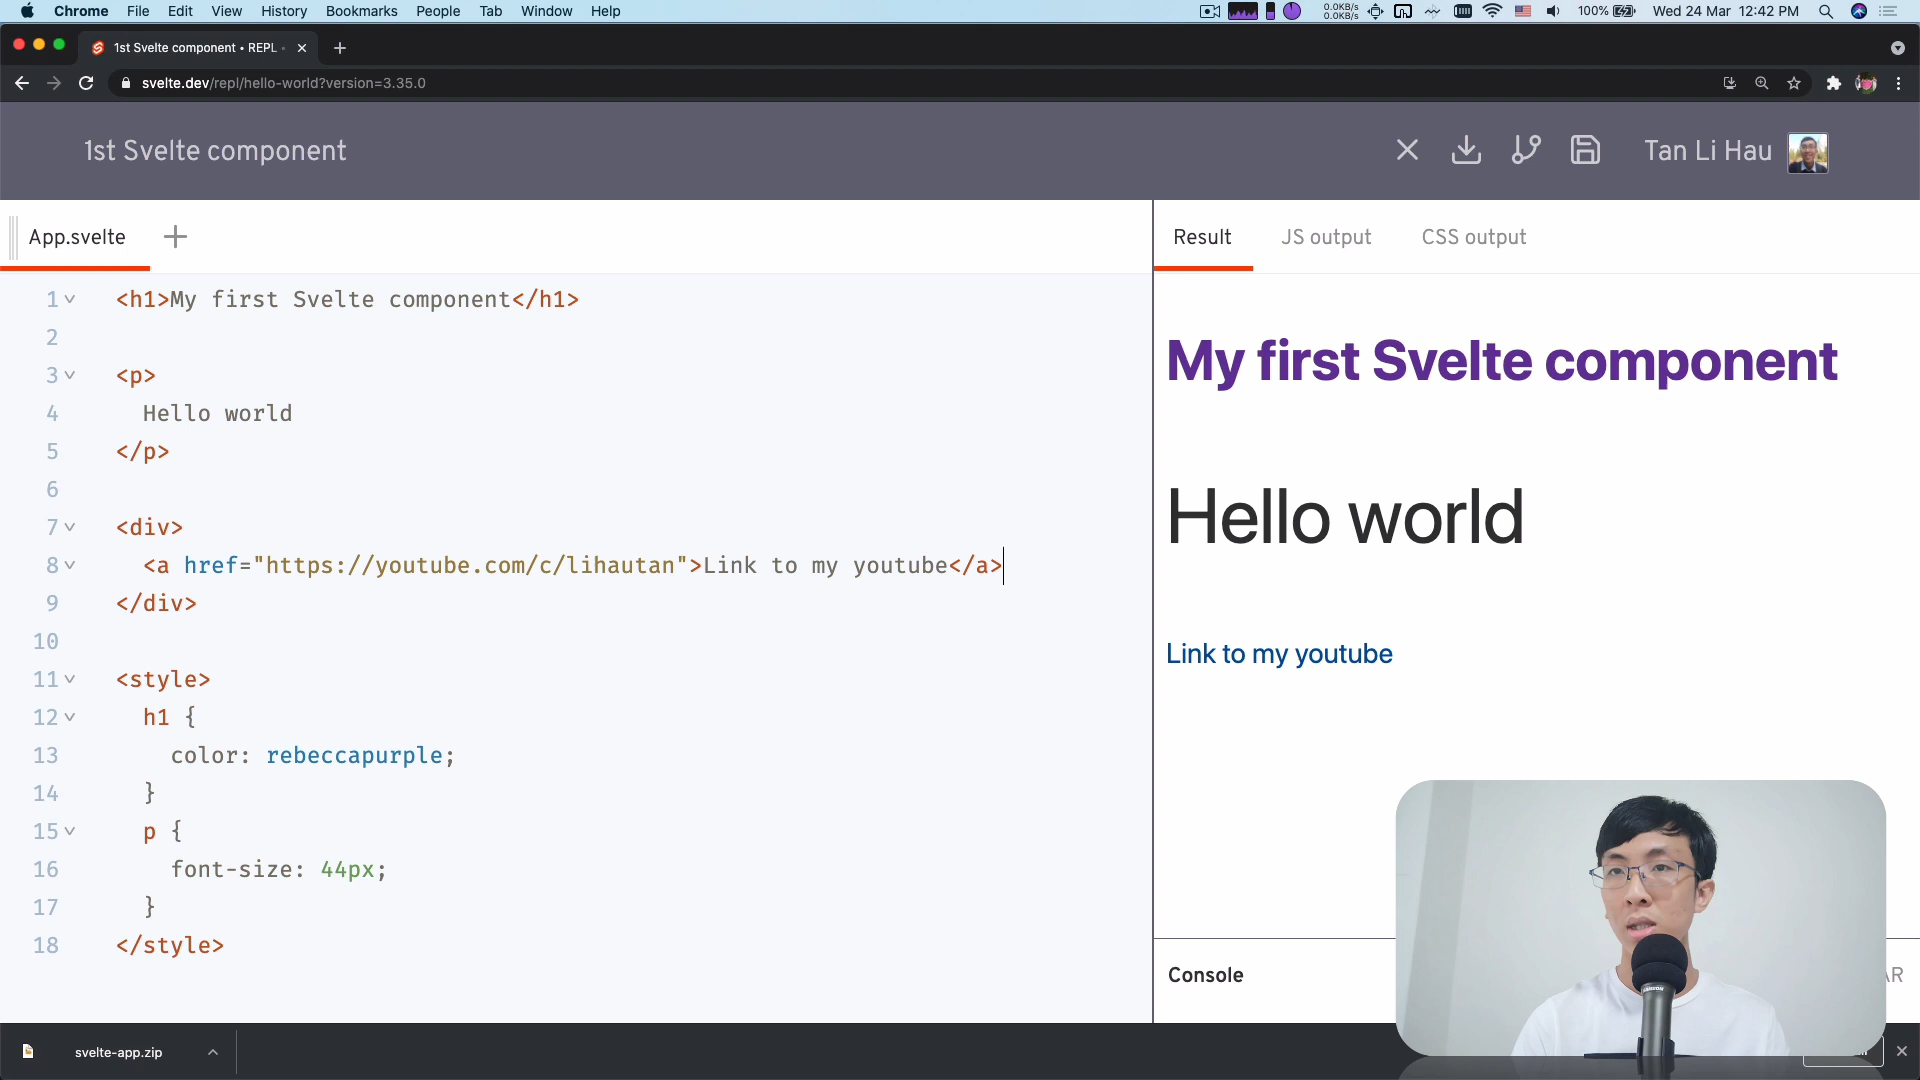 Chrome File Edit View History Bookmarks People Tab Window Help
0.0KB/s
0.0KB/s
100%
Wed 24 Mar 12:42 PM
1st Svelte component • REPL
svelte.dev/repl/hello-world?version=3.35.0
1st Svelte component
Tan Li Hau
App.svelte
Result JS output CSS output
1 <h1>My first Svelte component</h1>
2
3 <p>
4 Hello world
5 </p>
6
7 <div>
8 <a href="https://youtube.com/c/lihautan">Link to my youtube</a>
9 </div>
10
11 <style>
12 h1 {
13 color: rebeccapurple;
14 }
15 p {
16 font-size: 44px;
17 }
18 </style>
My first Svelte component
Hello world
Link to my youtube
Console
AR
svelte-app.zip